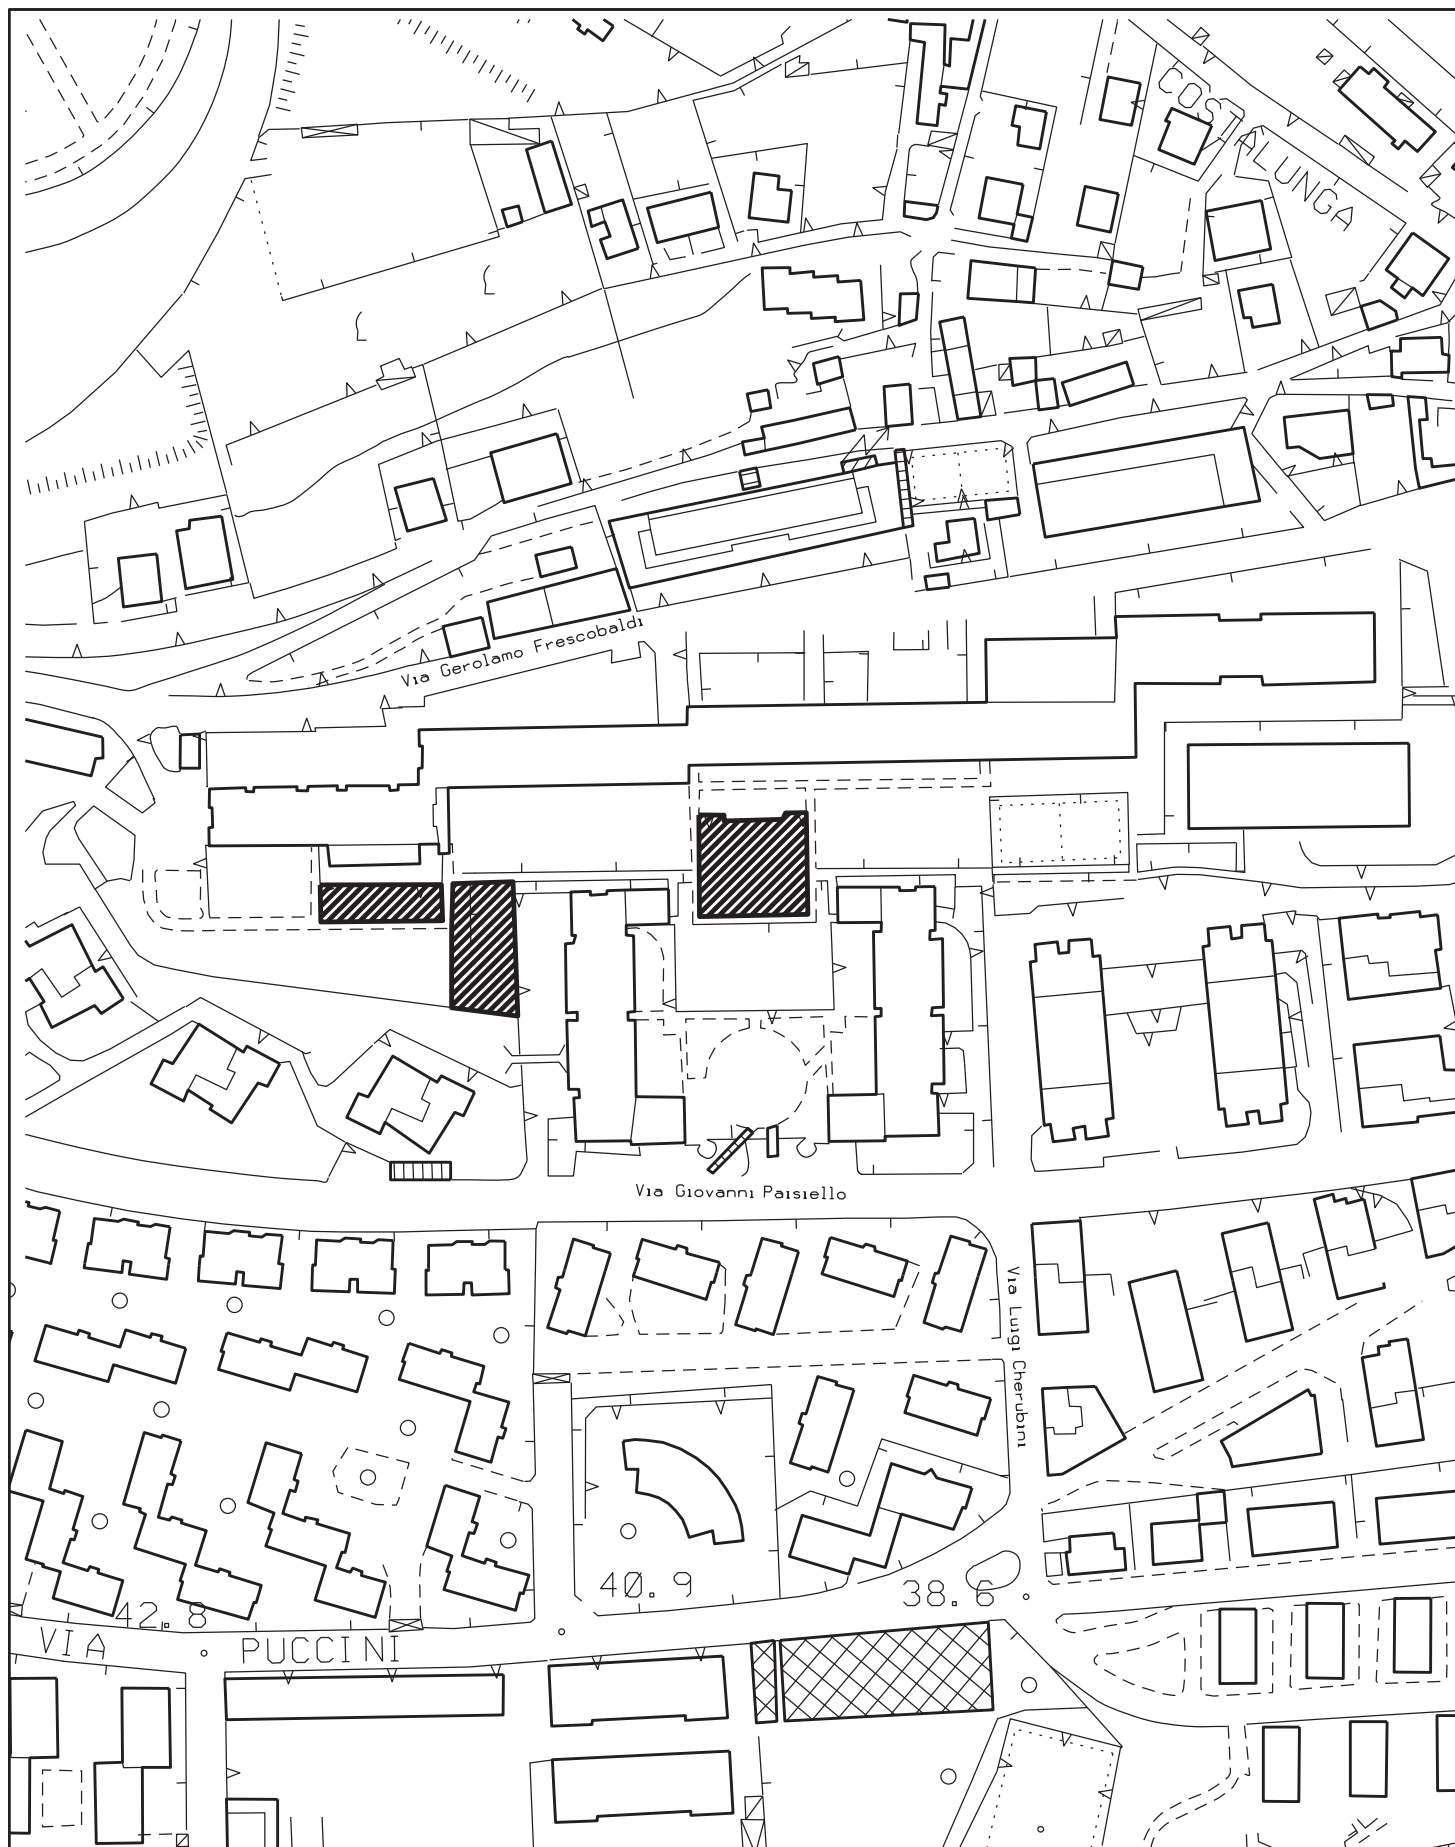 COSTALUNGA
Via Gerolamo Frescobaldi
Via Giovanni Paisiello
Via Luigi Cherubini
40.9
38.6
42.8
VIA PUCCINI